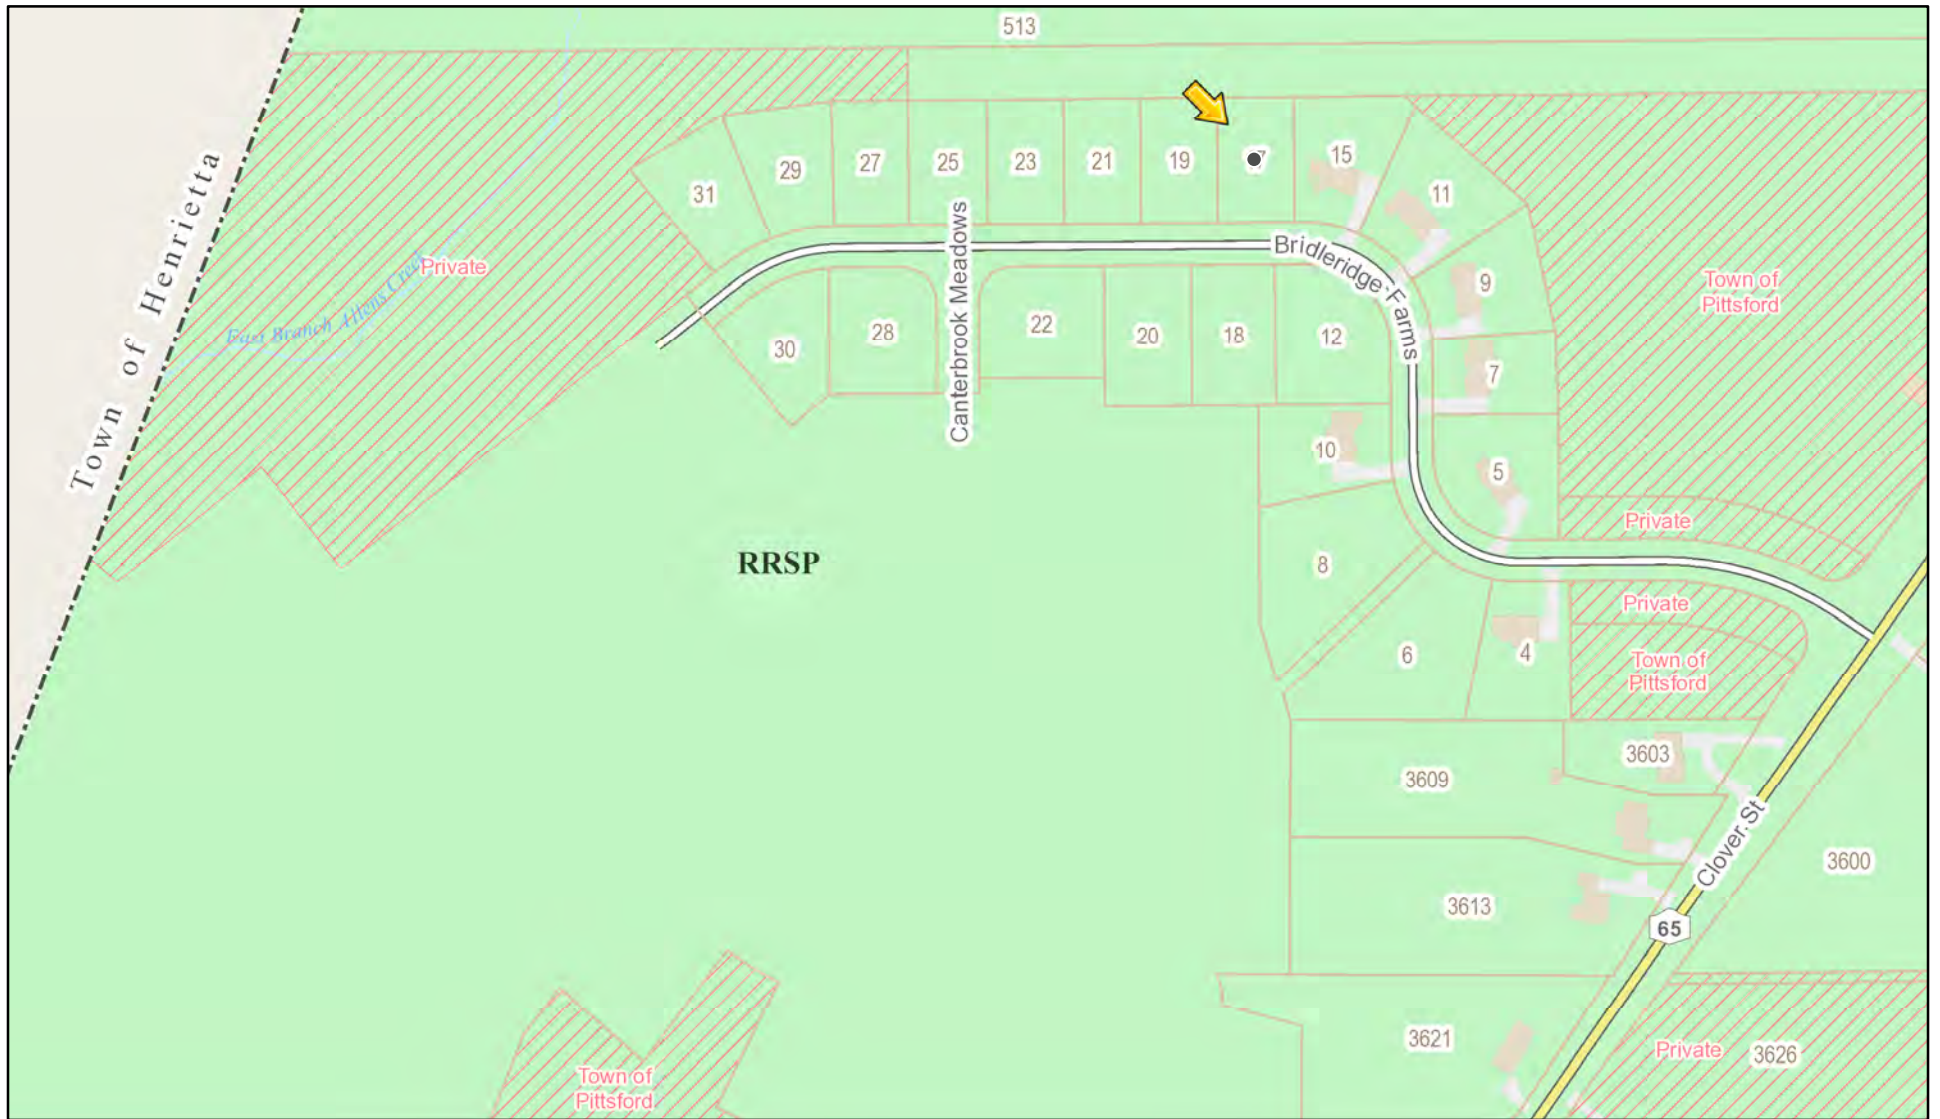 513
31
29
27
25
23
21
19
7
15
11
9
7
5
Town of Henrietta
Private
East Branch Allens Creek
Canterbrook Meadows
Bridleridge Farms
Town of
Pittsford
30
28
22
20
18
12
10
8
6
4
Private
Private
Town of
Pittsford
RRSP
3603
3609
3613
3600
Clover St
65
3621
Private
3626
Town of
Pittsford